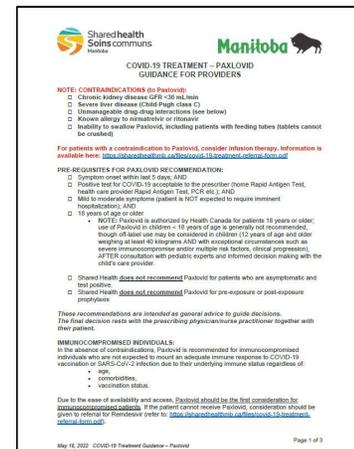 Sharedhealth
Soins communs
Manitoba
Manitoba
COVID-19 TREATMENT – PAXLOVID
GUIDANCE FOR PROVIDERS
NOTE: CONTRAINDICATIONS (to Paxlovid):
Chronic kidney disease GFR <30 mL/min
Severe liver disease (Child-Pugh class C)
Unmanageable drug-drug interactions (see below)
Known allergy to nirmatrelvir or ritonavir
Inability to swallow Paxlovid, including patients with feeding tubes (tablets cannot
be crushed)
For patients with a contraindication to Paxlovid, consider infusion therapy. Information is
available here: https://sharedhealthmb.ca/files/covid-19-treatment-referral-form.pdf
PRE-REQUISITES FOR PAXLOVID RECOMMENDATION:
Symptom onset within last 5 days; AND
Positive test for COVID-19 acceptable to the prescriber (home Rapid Antigen Test,
health care provider Rapid Antigen Test, PCR etc.); AND
Mild to moderate symptoms (patient is NOT expected to require imminent
hospitalization); AND
18 years of age or older
• NOTE: Paxlovid is authorized by Health Canada for patients 18 years or older;
use of Paxlovid in children < 18 years of age is generally not recommended,
though off-label use may be considered in children (12 years of age and older
weighing at least 40 kilograms AND with exceptional circumstances such as
severe immunocompromise and/or multiple risk factors, clinical progression),
AFTER consultation with pediatric experts and informed decision making with the
child's care provider.
Shared Health does not recommend Paxlovid for patients who are asymptomatic and
test positive.
Shared Health does not recommend Paxlovid for pre-exposure or post-exposure
prophylaxis
These recommendations are intended as general advice to guide decisions.
The final decision rests with the prescribing physician/nurse practitioner together with
their patient.
IMMUNOCOMPROMISED INDIVIDUALS:
In the absence of contraindications, Paxlovid is recommended for immunocompromised
individuals who are not expected to mount an adequate immune response to COVID-19
vaccination or SARS-CoV-2 infection due to their underlying immune status regardless of:
• age,
• comorbidities,
• vaccination status.
Due to the ease of availability and access, Paxlovid should be the first consideration for
immunocompromised patients. If the patient cannot receive Paxlovid, consideration should be
given to referral for Remdesivir (refer to: https://sharedhealthmb.ca/files/covid-19-treatment-
referral-form.pdf).
Page 1 of 3
May 16, 2022 COVID-19 Treatment Guidance – Paxlovid